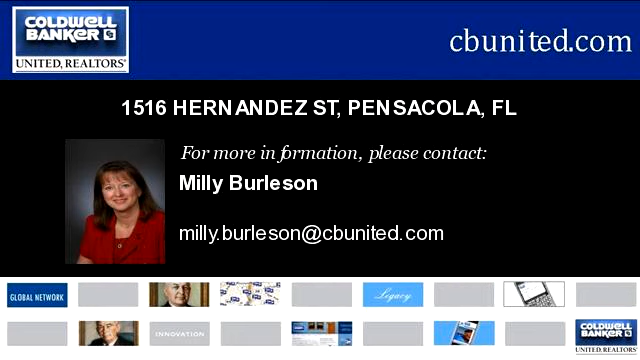 COLDWELL
BANKER
UNITED, REALTORS
cbunited.com
1516 HERNANDEZ ST, PENSACOLA, FL
For more information, please contact:
Milly Burleson
milly.burleson@cbunited.com
GLOBAL NETWORK
Legacy
INNOVATION
COLDWELL
BANKER
UNITED, REALTORS